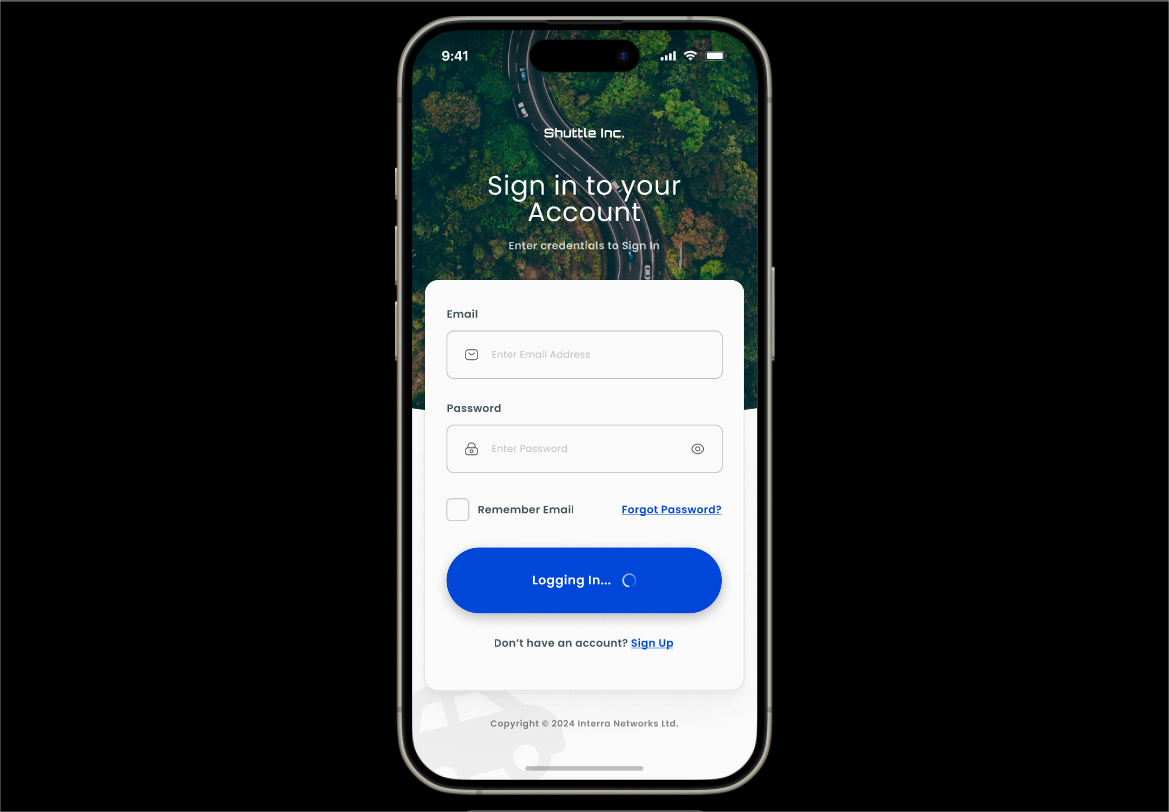 9:41
Shuttle Inc.
Sign in to your
Account
Enter credentials to Sign In
Email
Enter Email Address
Password
Enter Password
Remember Email
Forgot Password?
Logging In...
Don’t have an account? Sign Up
Copyright © 2024 Interra Networks Ltd.